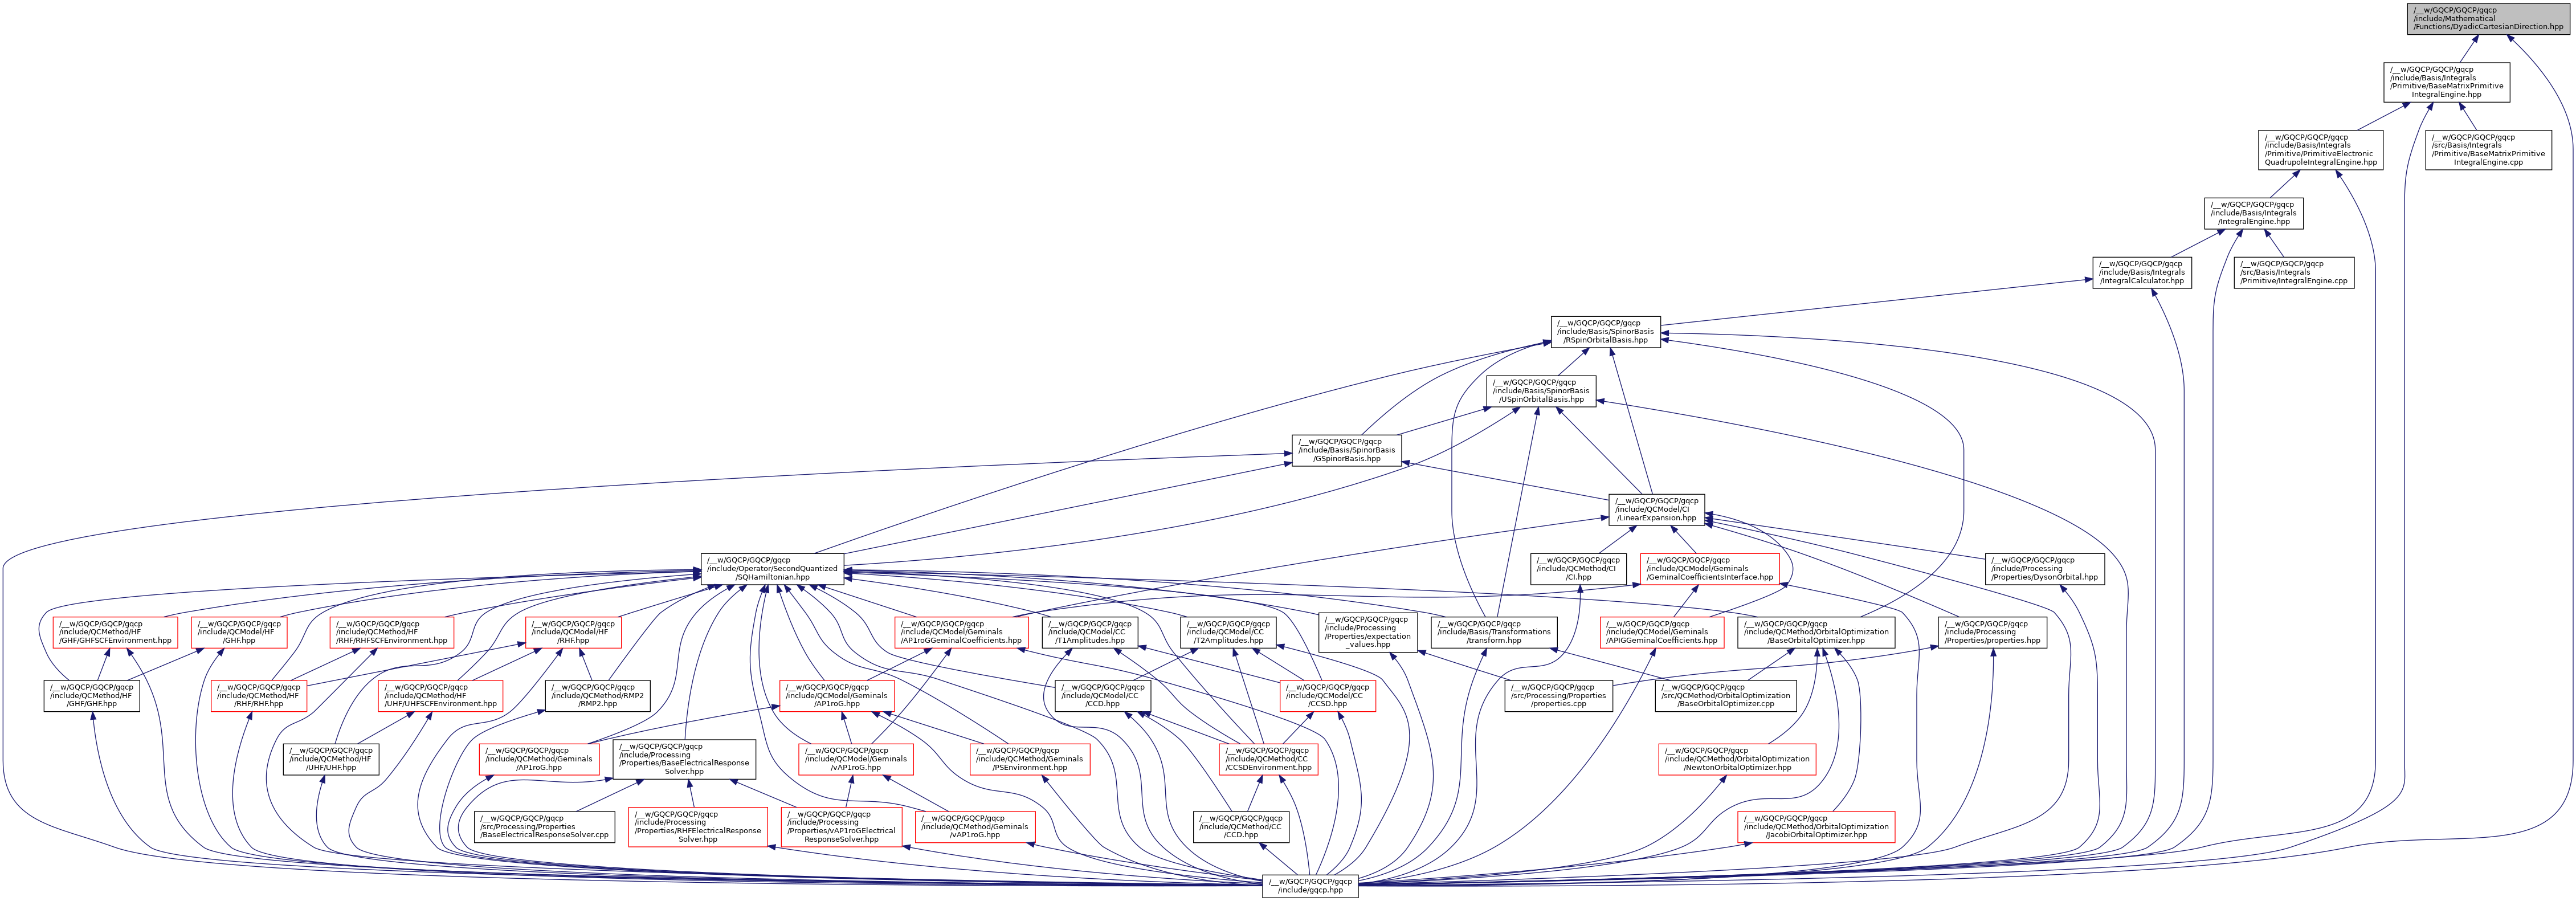 /__w/GQCP/GQCP/gqcp
/include/Mathematical
/Functions/DyadicCartesianDirection.hpp
/__w/GQCP/GQCP/gqcp
/include/Basis/Integrals
/Primitive/BaseMatrixPrimitive
IntegralEngine.hpp
/__w/GQCP/GQCP/gqcp
/include/Basis/Integrals
/Primitive/PrimitiveElectronic
QuadrupoleIntegralEngine.hpp
/__w/GQCP/GQCP/gqcp
/src/Basis/Integrals
/Primitive/BaseMatrixPrimitive
IntegralEngine.cpp
/__w/GQCP/GQCP/gqcp
/include/Basis/Integrals
/IntegralEngine.hpp
/__w/GQCP/GQCP/gqcp
/include/Basis/Integrals
/IntegralCalculator.hpp
/__w/GQCP/GQCP/gqcp
/src/Basis/Integrals
/Primitive/IntegralEngine.cpp
/__w/GQCP/GQCP/gqcp
/include/Basis/SpinorBasis
/RSpinOrbitalBasis.hpp
/__w/GQCP/GQCP/gqcp
/include/Basis/SpinorBasis
/USpinOrbitalBasis.hpp
/__w/GQCP/GQCP/gqcp
/include/Basis/SpinorBasis
/GSpinorBasis.hpp
/__w/GQCP/GQCP/gqcp
/include/QCModel/CI
/LinearExpansion.hpp
/__w/GQCP/GQCP/gqcp
/include/Operator/SecondQuantized
/SQHamiltonian.hpp
/__w/GQCP/GQCP/gqcp
/include/QCMethod/CI
/CI.hpp
/__w/GQCP/GQCP/gqcp
/include/QCModel/Geminals
/GeminalCoefficientsInterface.hpp
/__w/GQCP/GQCP/gqcp
/include/Processing
/Properties/DysonOrbital.hpp
/__w/GQCP/GQCP/gqcp
/include/QCMethod/HF
/GHF/GHFSCFEnvironment.hpp
/__w/GQCP/GQCP/gqcp
/include/QCModel/HF
/GHF.hpp
/__w/GQCP/GQCP/gqcp
/include/QCMethod/HF
/RHF/RHFSCFEnvironment.hpp
/__w/GQCP/GQCP/gqcp
/include/QCModel/HF
/RHF.hpp
/__w/GQCP/GQCP/gqcp
/include/QCModel/Geminals
/AP1roGGeminalCoefficients.hpp
/__w/GQCP/GQCP/gqcp
/include/QCModel/CC
/T1Amplitudes.hpp
/__w/GQCP/GQCP/gqcp
/include/QCModel/CC
/T2Amplitudes.hpp
/__w/GQCP/GQCP/gqcp
/include/Processing
/Properties/expectation
_values.hpp
/__w/GQCP/GQCP/gqcp
/include/Basis/Transformations
/transform.hpp
/__w/GQCP/GQCP/gqcp
/include/QCModel/Geminals
/APIGGeminalCoefficients.hpp
/__w/GQCP/GQCP/gqcp
/include/QCMethod/OrbitalOptimization
/BaseOrbitalOptimizer.hpp
/__w/GQCP/GQCP/gqcp
/include/Processing
/Properties/properties.hpp
/__w/GQCP/GQCP/gqcp
/include/QCMethod/HF
/GHF/GHF.hpp
/__w/GQCP/GQCP/gqcp
/include/QCMethod/HF
/RHF/RHF.hpp
/__w/GQCP/GQCP/gqcp
/include/QCMethod/HF
/UHF/UHFSCFEnvironment.hpp
/__w/GQCP/GQCP/gqcp
/include/QCMethod/RMP2
/RMP2.hpp
/__w/GQCP/GQCP/gqcp
/include/QCModel/Geminals
/AP1roG.hpp
/__w/GQCP/GQCP/gqcp
/include/QCModel/CC
/CCD.hpp
/__w/GQCP/GQCP/gqcp
/include/QCModel/CC
/CCSD.hpp
/__w/GQCP/GQCP/gqcp
/src/Processing/Properties
/properties.cpp
/__w/GQCP/GQCP/gqcp
/src/QCMethod/OrbitalOptimization
/BaseOrbitalOptimizer.cpp
/__w/GQCP/GQCP/gqcp
/include/QCMethod/HF
/UHF/UHF.hpp
/__w/GQCP/GQCP/gqcp
/include/QCMethod/Geminals
/AP1roG.hpp
/__w/GQCP/GQCP/gqcp
/include/Processing
/Properties/BaseElectricalResponse
Solver.hpp
/__w/GQCP/GQCP/gqcp
/include/QCModel/Geminals
/vAP1roG.hpp
/__w/GQCP/GQCP/gqcp
/include/QCMethod/Geminals
/PSEnvironment.hpp
/__w/GQCP/GQCP/gqcp
/include/QCMethod/CC
/CCSDEnvironment.hpp
/__w/GQCP/GQCP/gqcp
/include/QCMethod/OrbitalOptimization
/NewtonOrbitalOptimizer.hpp
/__w/GQCP/GQCP/gqcp
/src/Processing/Properties
/BaseElectricalResponseSolver.cpp
/__w/GQCP/GQCP/gqcp
/include/Processing
/Properties/RHFElectricalResponse
Solver.hpp
/__w/GQCP/GQCP/gqcp
/include/Processing
/Properties/vAP1roGElectrical
ResponseSolver.hpp
/__w/GQCP/GQCP/gqcp
/include/QCMethod/Geminals
/vAP1roG.hpp
/__w/GQCP/GQCP/gqcp
/include/QCMethod/CC
/CCD.hpp
/__w/GQCP/GQCP/gqcp
/include/QCMethod/OrbitalOptimization
/JacobiOrbitalOptimizer.hpp
/__w/GQCP/GQCP/gqcp
/include/gqcp.hpp